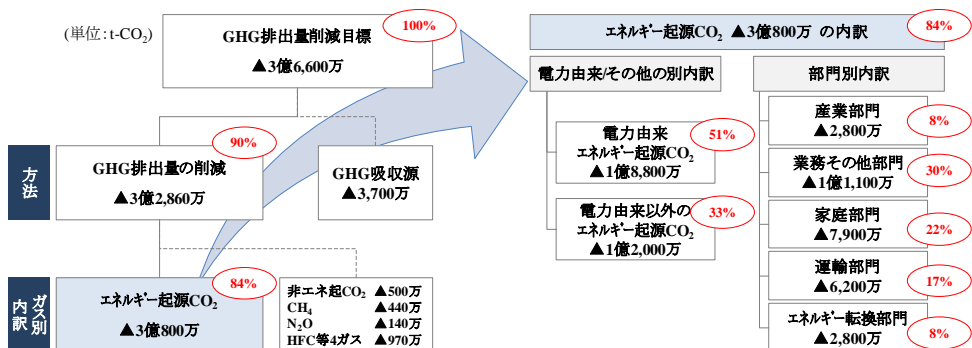 (単位:t-CO2)
GHG排出量削減目標
▲3億6,600万
100%
方法
GHG排出量の削減
▲3億2,860万
90%
GHG吸収源
▲3,700万
ガス別内訳
エネルギー起源CO2
▲3億800万
84%
非エネ起CO2 ▲500万
CH4 ▲440万
N2O ▲140万
HFC等4ガス ▲970万
エネルギー起源CO2 ▲3億800万 の内訳
84%
電力由来/その他の別内訳
電力由来
エネルギー起源CO2
▲1億8,800万
51%
電力由来以外の
エネルギー起源CO2
▲1億2,000万
33%
部門別内訳
産業部門
▲2,800万
8%
業務その他部門
▲1億1,100万
30%
家庭部門
▲7,900万
22%
運輸部門
▲6,200万
17%
エネルギー転換部門
▲2,800万
8%